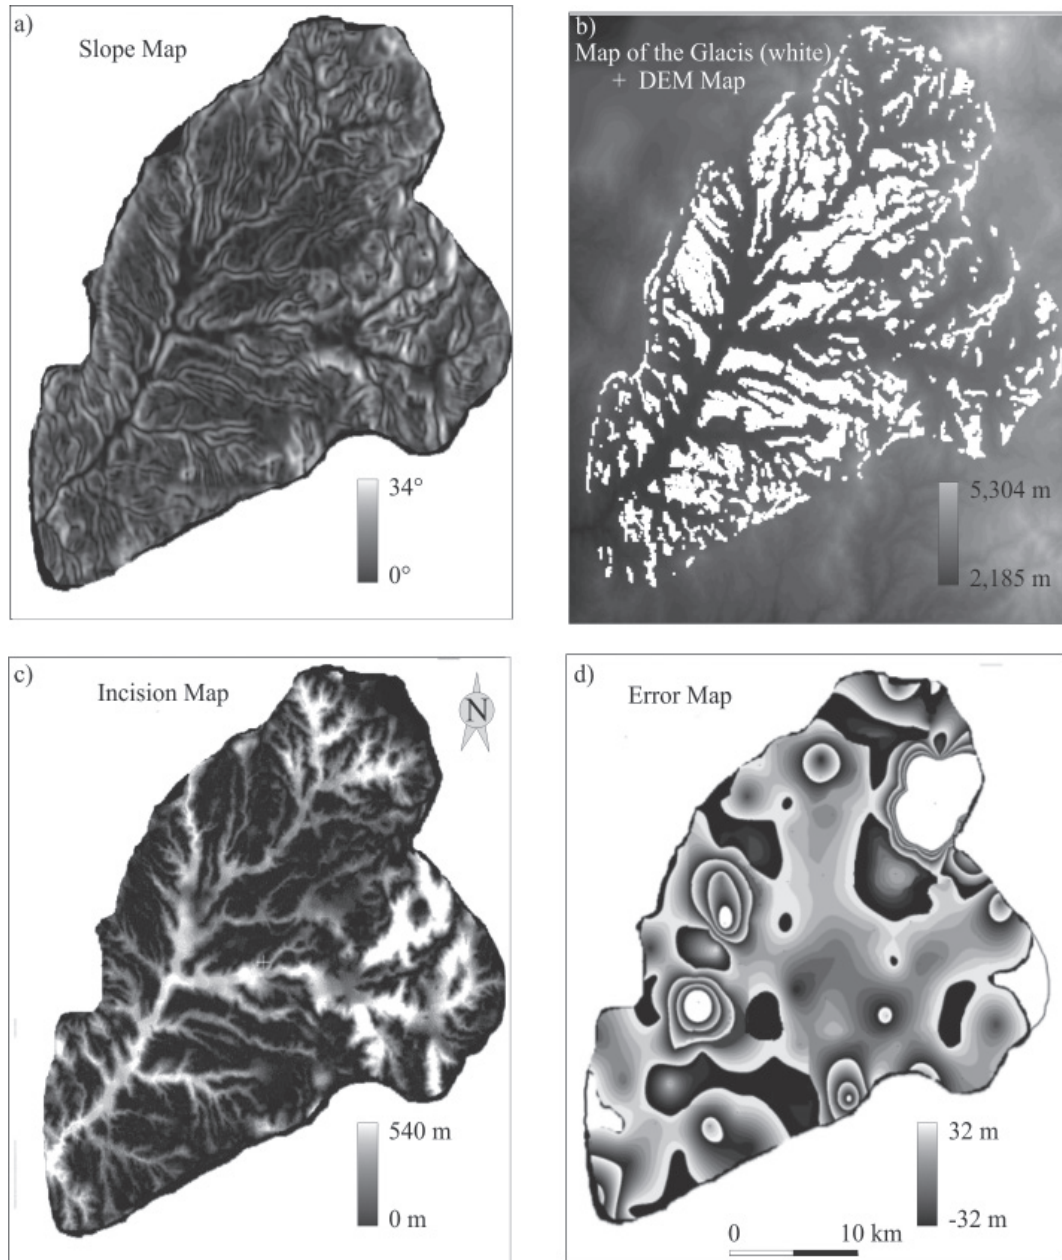 a)
Slope Map
34°
0°
b)
Map of the Glacis (white)
+ DEM Map
5,304 m
2,185 m
c)
Incision Map
N
540 m
0 m
d)
Error Map
32 m
-32 m
0 10 km